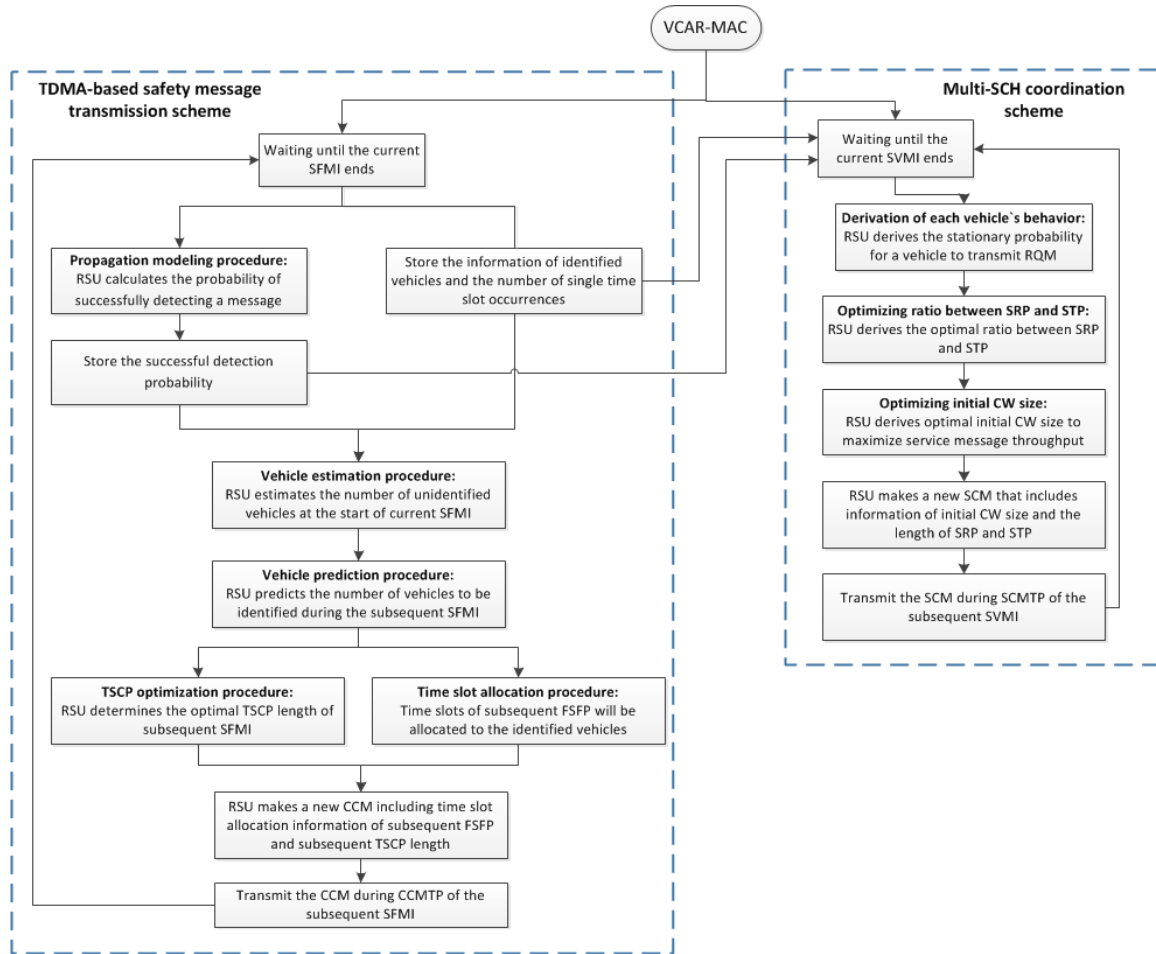 VCAR-MAC
TDMA-based safety message
transmission scheme
Waiting until the current
SFMI ends
Propagation modeling procedure:
RSU calculates the probability of
successfully detecting a message
Store the information of identified
vehicles and the number of single time
slot occurrences
Store the successful detection
probability
Vehicle estimation procedure:
RSU estimates the number of unidentified
vehicles at the start of current SFMI
Vehicle prediction procedure:
RSU predicts the number of vehicles to be
identified during the subsequent SFMI
TSCP optimization procedure:
RSU determines the optimal TSCP length of
subsequent SFMI
Time slot allocation procedure:
Time slots of subsequent FSFP will be
allocated to the identified vehicles
RSU makes a new CCM including time slot
allocation information of subsequent FSFP
and subsequent TSCP length
Transmit the CCM during CCMTP of the
subsequent SFMI
Multi-SCH coordination
scheme
Waiting until the
current SVMI ends
Derivation of each vehicle`s behavior:
RSU derives the stationary probability
for a vehicle to transmit RQM
Optimizing ratio between SRP and STP:
RSU derives the optimal ratio between SRP
and STP
Optimizing initial CW size:
RSU derives optimal initial CW size to
maximize service message throughput
RSU makes a new SCM that includes
information of initial CW size and the
length of SRP and STP
Transmit the SCM during SCMTP of the
subsequent SVMI